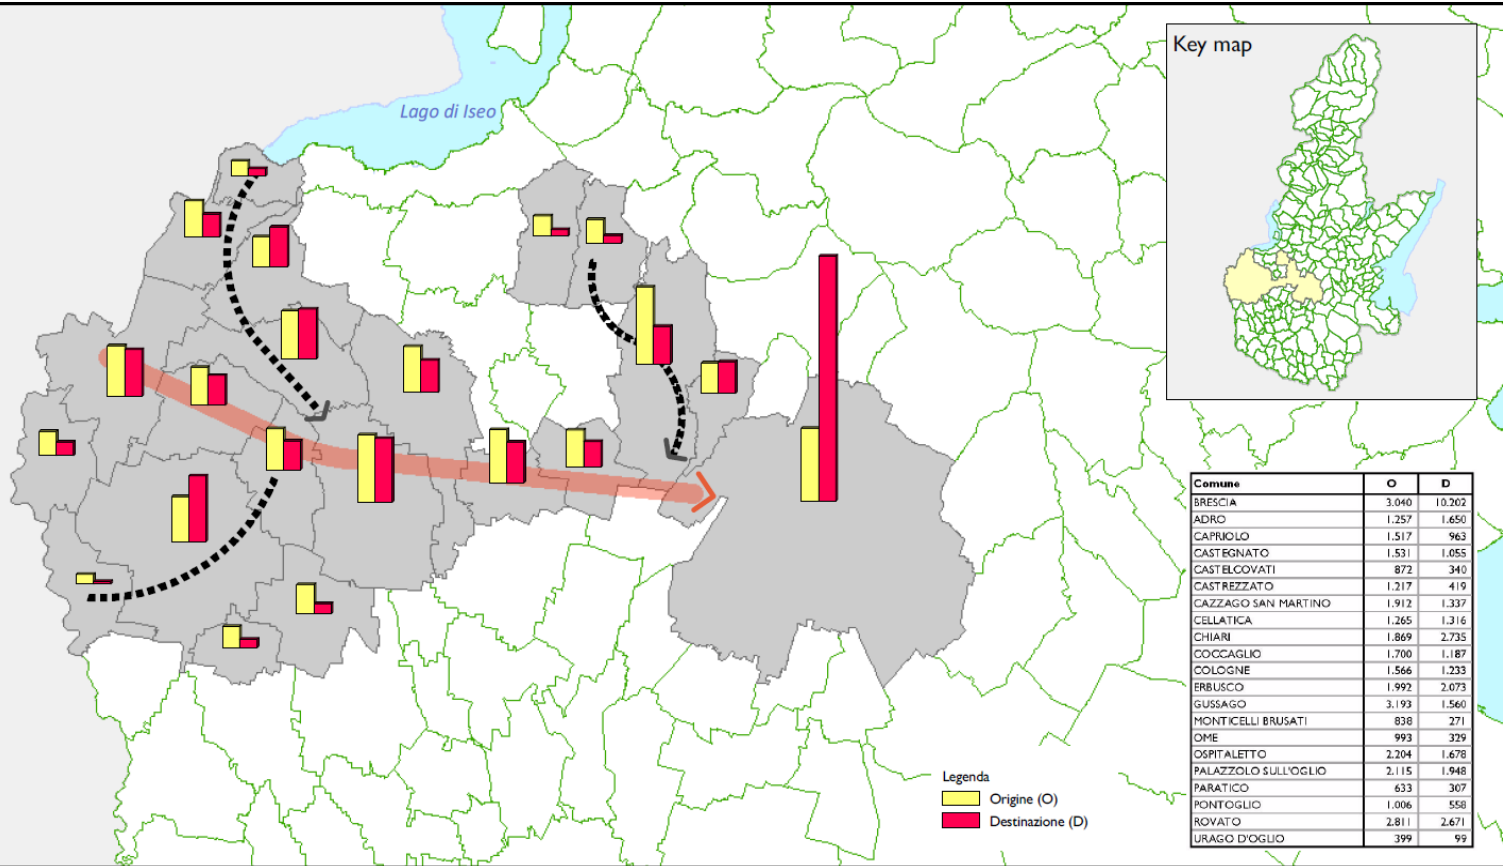 Key map
Lago di Iseo
Comune O D
BRESCIA 3.040 10.202
ADRO 1.257 1.650
CAPRIOLO 1.517 963
CASTEGNATO 1.531 1.055
CASTELCOVATI 872 340
CASTREZZATO 1.217 419
CAZZAGO SAN MARTINO 1.912 1.337
CELLATICA 1.265 1.316
CHIARI 1.869 2.735
COCCAGLIO 1.700 1.187
COLOGNE 1.566 1.233
ERBUSCO 1.992 2.073
GUSSAGO 3.193 1.560
MONTICELLI BRUSATI 838 271
OME 993 329
OSPITALETTO 2.204 1.678
PALAZZOLO SULL'OGLIO 2.115 1.948
PARATICO 633 307
PONTOGLIO 1.006 558
ROVATO 2.811 2.671
URAGO D'OGLIO 399 99
Legenda
Origine (O)
Destinazione (D)